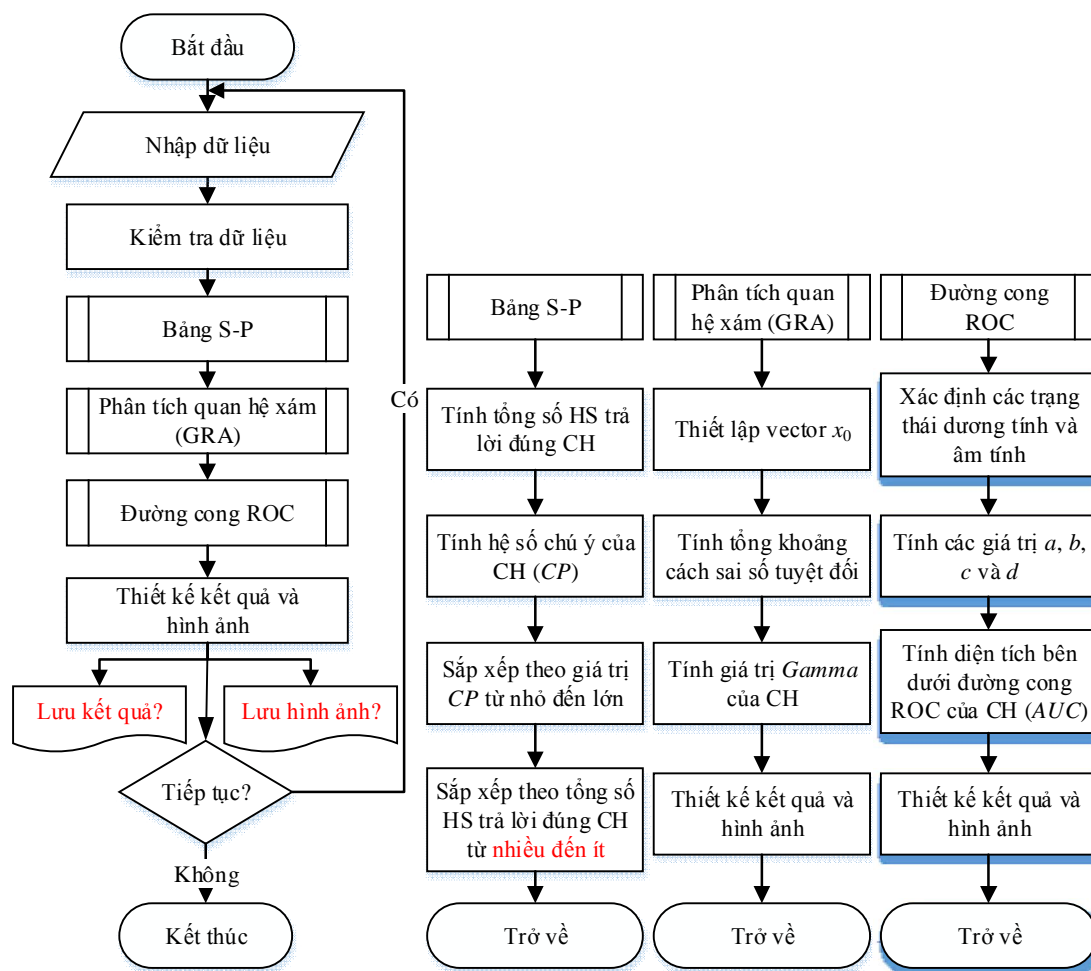 Bắt đầu
Nhập dữ liệu
Kiểm tra dữ liệu
Bảng S-P
Phân tích quan hệ xám
(GRA)
Đường cong ROC
Thiết kế kết quả và
hình ảnh
Lưu kết quả?
Lưu hình ảnh?
Tiếp tục?
Có
Không
Kết thúc
Bảng S-P
Tính tổng số HS trả
lời đúng CH
Tính hệ số chú ý của
CH (CP)
Sắp xếp theo giá trị
CP từ nhỏ đến lớn
Sắp xếp theo tổng số
HS trả lời đúng CH
từ nhiều đến ít
Trở về
Phân tích quan
hệ xám (GRA)
Thiết lập vector x0
Tính tổng khoảng
cách sai số tuyệt đối
Tính giá trị Gamma
của CH
Thiết kế kết quả và
hình ảnh
Trở về
Đường cong
ROC
Xác định các trạng
thái dương tính và
âm tính
Tính các giá trị a, b,
c và d
Tính diện tích bên
dưới đường cong
ROC của CH (AUC)
Thiết kế kết quả và
hình ảnh
Trở về